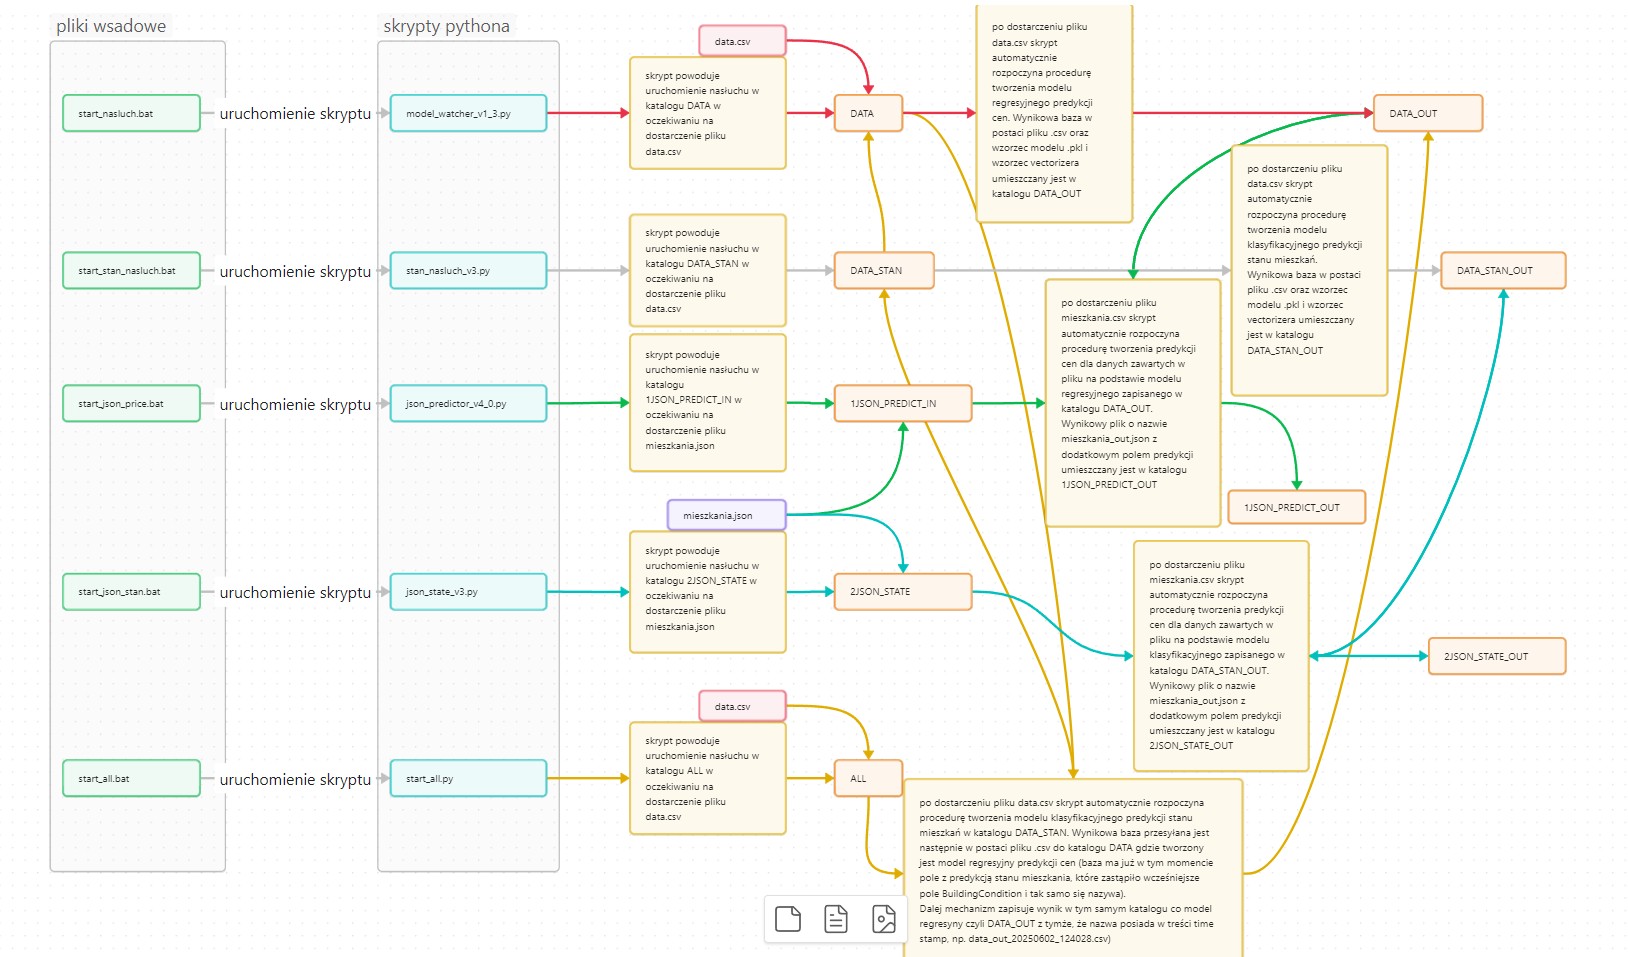 pliki wsadowe
skrypty pythona
start_nasluch.bat
uruchomienie skryptu
model_watcher_v1_3.py
data.csv
skrypt powoduje
uruchomienie nasłuchu w
katalogu DATA w
oczekiwaniu na
dostarczenie pliku
data.csv
DATA
po dostarczeniu pliku
data.csv skrypt
automatycznie
rozpoczyna procedurę
tworzenia modelu
regresyjnego predykcji
cen. Wynikowa baza w
postaci pliku .csv oraz
wzorzec modelu .pkl i
wzorzec vectorizera
umieszczany jest w
katalogu DATA_OUT
DATA_OUT
start_stan_nasluch.bat
uruchomienie skryptu
stan_nasluch_v3.py
skrypt powoduje
uruchomienie nasłuchu w
katalogu DATA_STAN w
oczekiwaniu na
dostarczenie pliku
data.csv
DATA_STAN
po dostarczeniu pliku
data.csv skrypt
automatycznie
rozpoczyna procedurę
tworzenia modelu
klasyfikacyjnego predykcji
stanu mieszkań.
Wynikowa baza w postaci
pliku .csv oraz wzorzec
modelu .pkl i wzorzec
vectorizera umieszczany
jest w katalogu
DATA_STAN_OUT
DATA_STAN_OUT
start_json_price.bat
uruchomienie skryptu
json_predictor_v4_0.py
skrypt powoduje
uruchomienie nasłuchu w
katalogu
1JSON_PREDICT_IN w
oczekiwaniu na
dostarczenie pliku
mieszkania.json
1JSON_PREDICT_IN
po dostarczeniu pliku
mieszkania.csv skrypt
automatycznie rozpoczyna
procedurę tworzenia predykcji
cen dla danych zawartych w
pliku na podstawie modelu
regresyjnego zapisanego w
katalogu DATA_OUT.
Wynikowy plik o nazwie
mieszkania_out.json z
dodatkowym polem predykcji
umieszczany jest w katalogu
1JSON_PREDICT_OUT
1JSON_PREDICT_OUT
mieszkania.json
start_json_stan.bat
uruchomienie skryptu
json_state_v3.py
skrypt powoduje
uruchomienie nasłuchu w
katalogu 2JSON_STATE w
oczekiwaniu na
dostarczenie pliku
mieszkania.json
2JSON_STATE
po dostarczeniu pliku
mieszkania.csv skrypt
automatycznie rozpoczyna
procedurę tworzenia predykcji
cen dla danych zawartych w
pliku na podstawie modelu
klasyfikacyjnego zapisanego w
katalogu DATA_STAN_OUT.
Wynikowy plik o nazwie
mieszkania_out.json z
dodatkowym polem predykcji
umieszczany jest w katalogu
2JSON_STATE_OUT
2JSON_STATE_OUT
data.csv
start_all.bat
uruchomienie skryptu
start_all.py
skrypt powoduje
uruchomienie nasłuchu w
katalogu ALL w
oczekiwaniu na
dostarczenie pliku
data.csv
ALL
po dostarczeniu pliku data.csv skrypt automatycznie rozpoczyna
procedurę tworzenia modelu klasyfikacyjnego predykcji stanu
mieszkań w katalogu DATA_STAN. Wynikowa baza przesyłana jest
następnie w postaci pliku .csv do katalogu DATA gdzie tworzony
jest model regresyjny predykcji cen (baza ma już w tym momencie
pole z predykcją stanu mieszkania, które zastąpiło wcześniejsze
pole BuildingCondition i tak samo się nazywa).
Dalej mechanizm zapisuje wynik w tym samym katalogu co model
regresyny czyli DATA_OUT z tymże, że nazwa posiada w treści time
stamp, np. data_out_20250602_124028.csv)